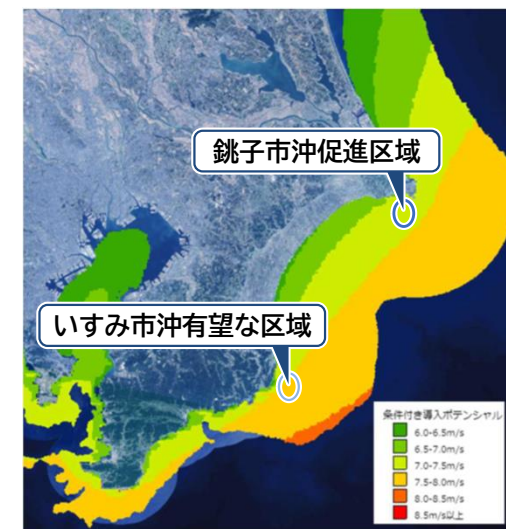 銚子市沖促進区域
いすみ市沖有望な区域
条件付き導入ポテンシャル
6.0-6.5m/s
6.5-7.0m/s
7.0-7.5m/s
7.5-8.0m/s
8.0-8.5m/s
8.5m/s以上